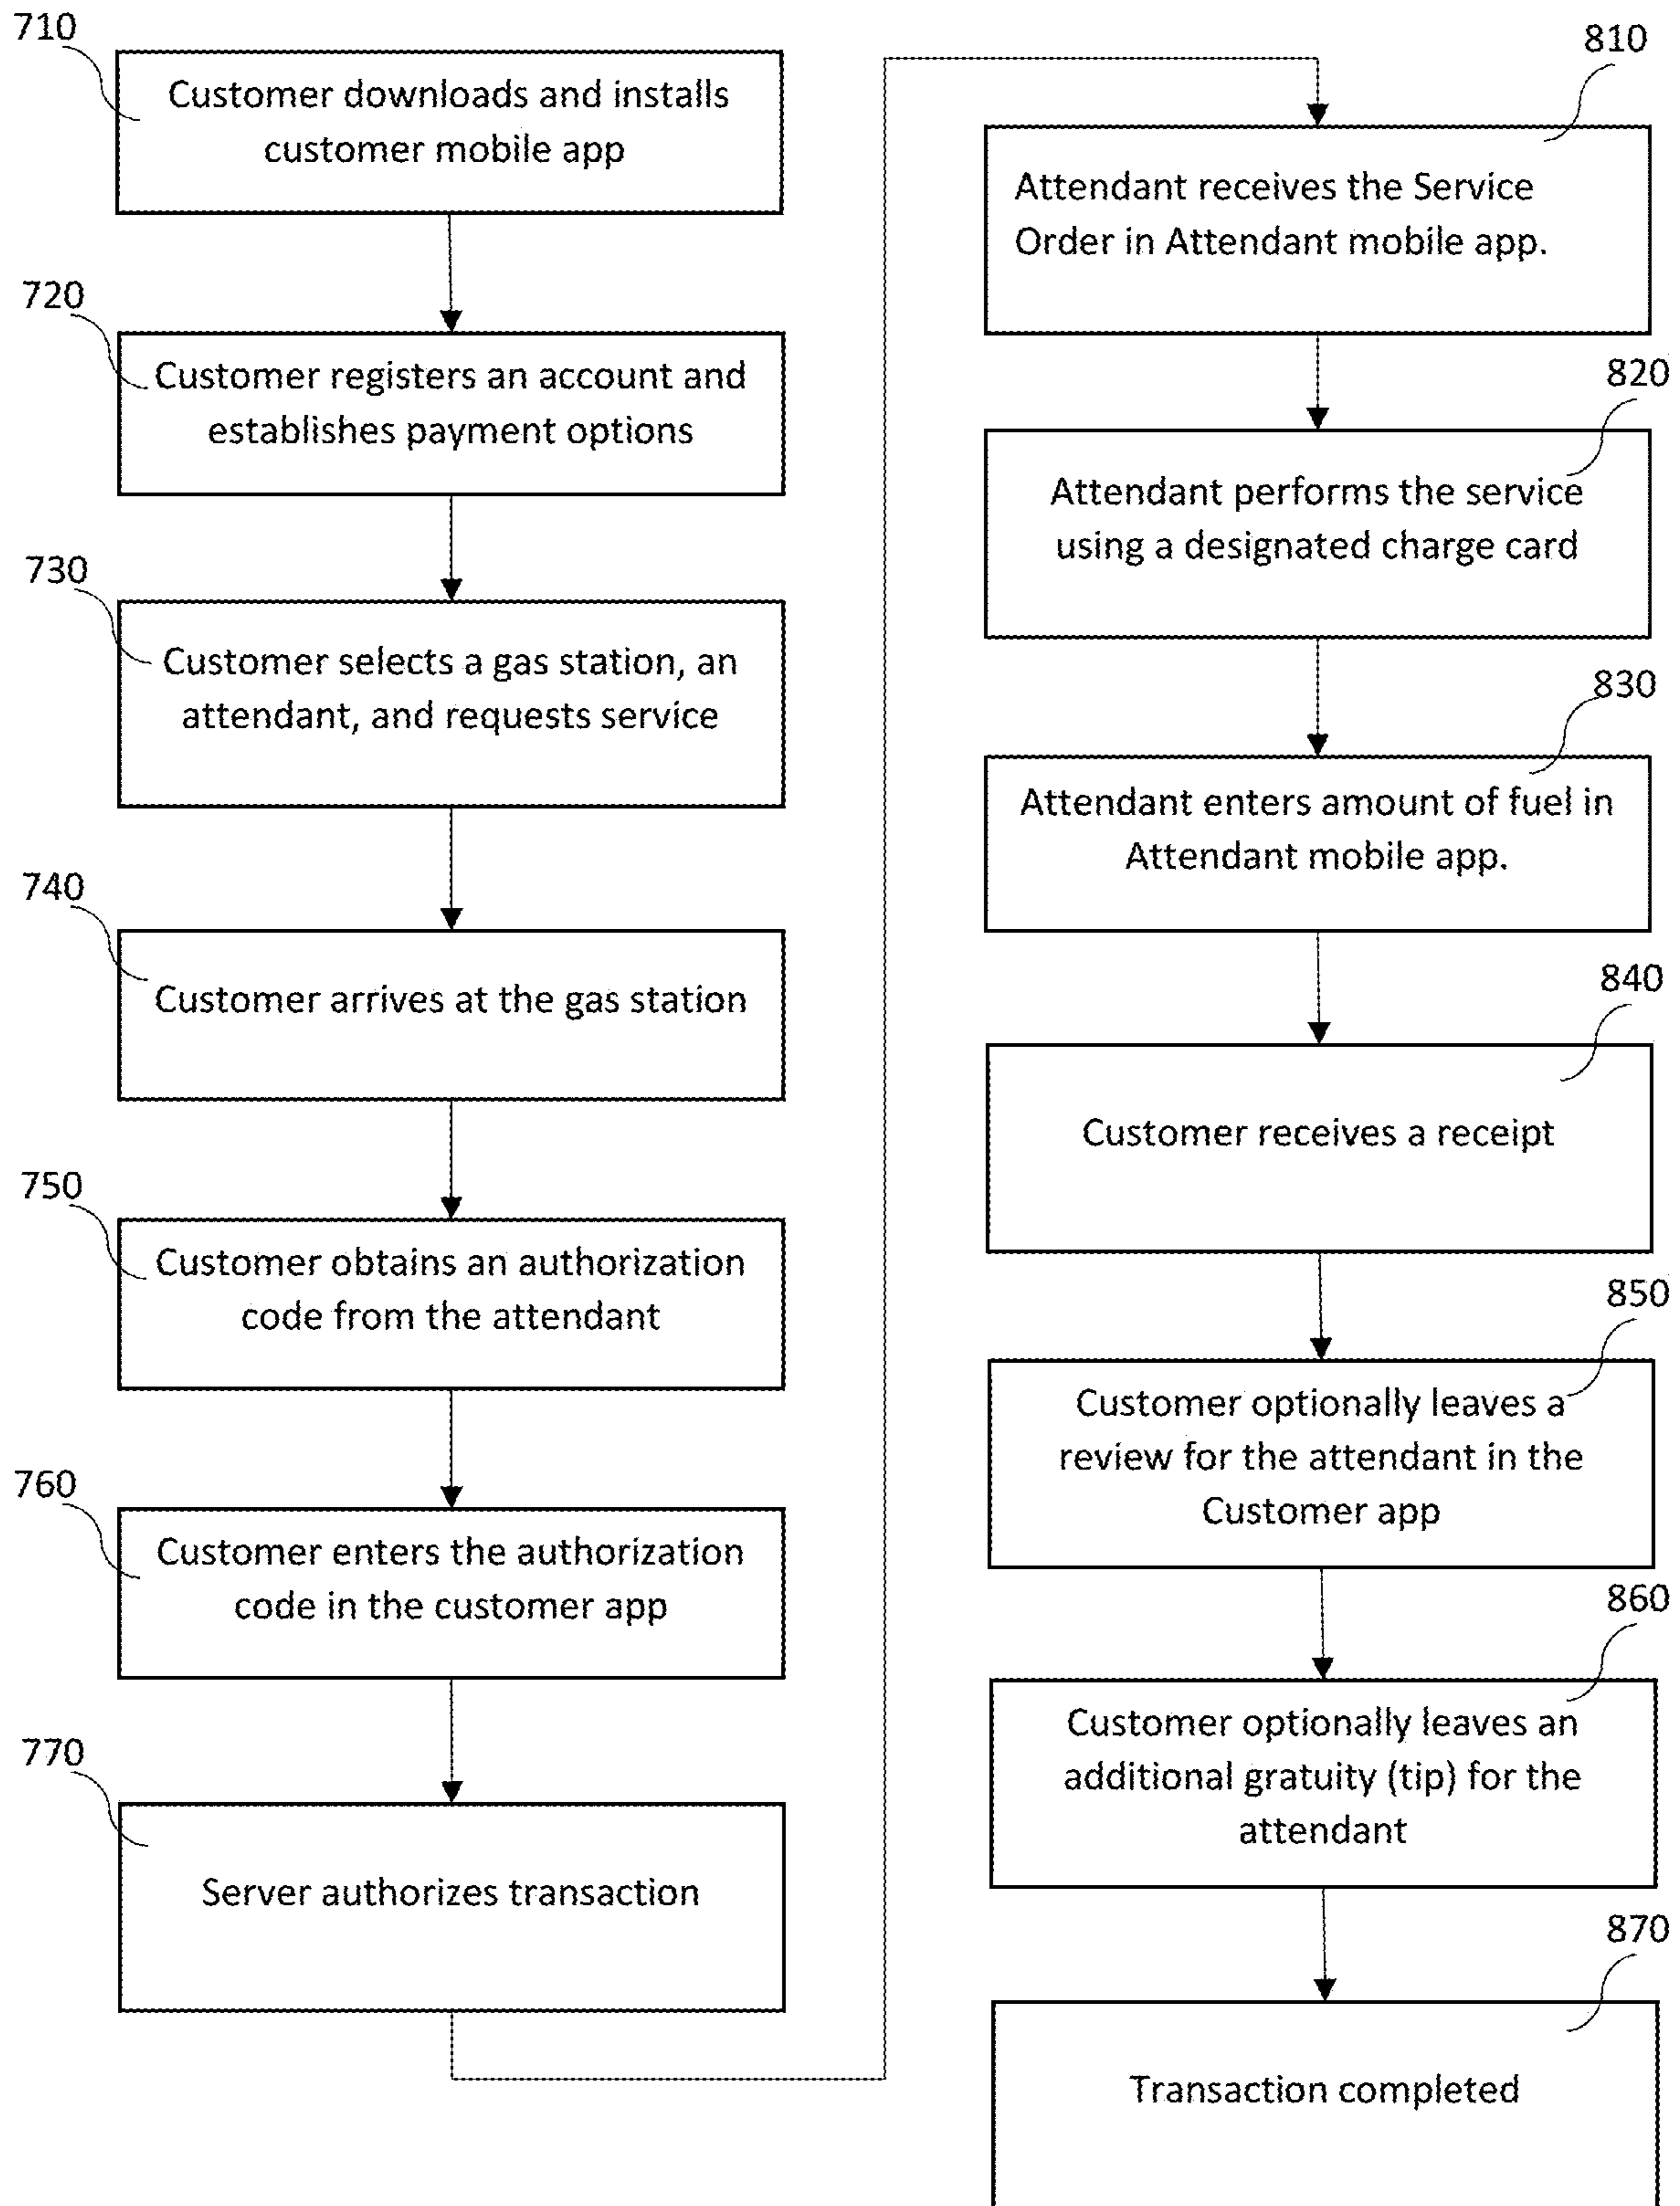 710
Customer downloads and installs
customer mobile app
720
Customer registers an account and
establishes payment options
730
Customer selects a gas station, an
attendant, and requests service
740
Customer arrives at the gas station
750
Customer obtains an authorization
code from the attendant
760
Customer enters the authorization
code in the customer app
770
Server authorizes transaction
810
Attendant receives the Service
Order in Attendant mobile app.
820
Attendant performs the service
using a designated charge card
830
Attendant enters amount of fuel in
Attendant mobile app.
840
Customer receives a receipt
850
Customer optionally leaves a
review for the attendant in the
Customer app
860
Customer optionally leaves an
additional gratuity (tip) for the
attendant
870
Transaction completed